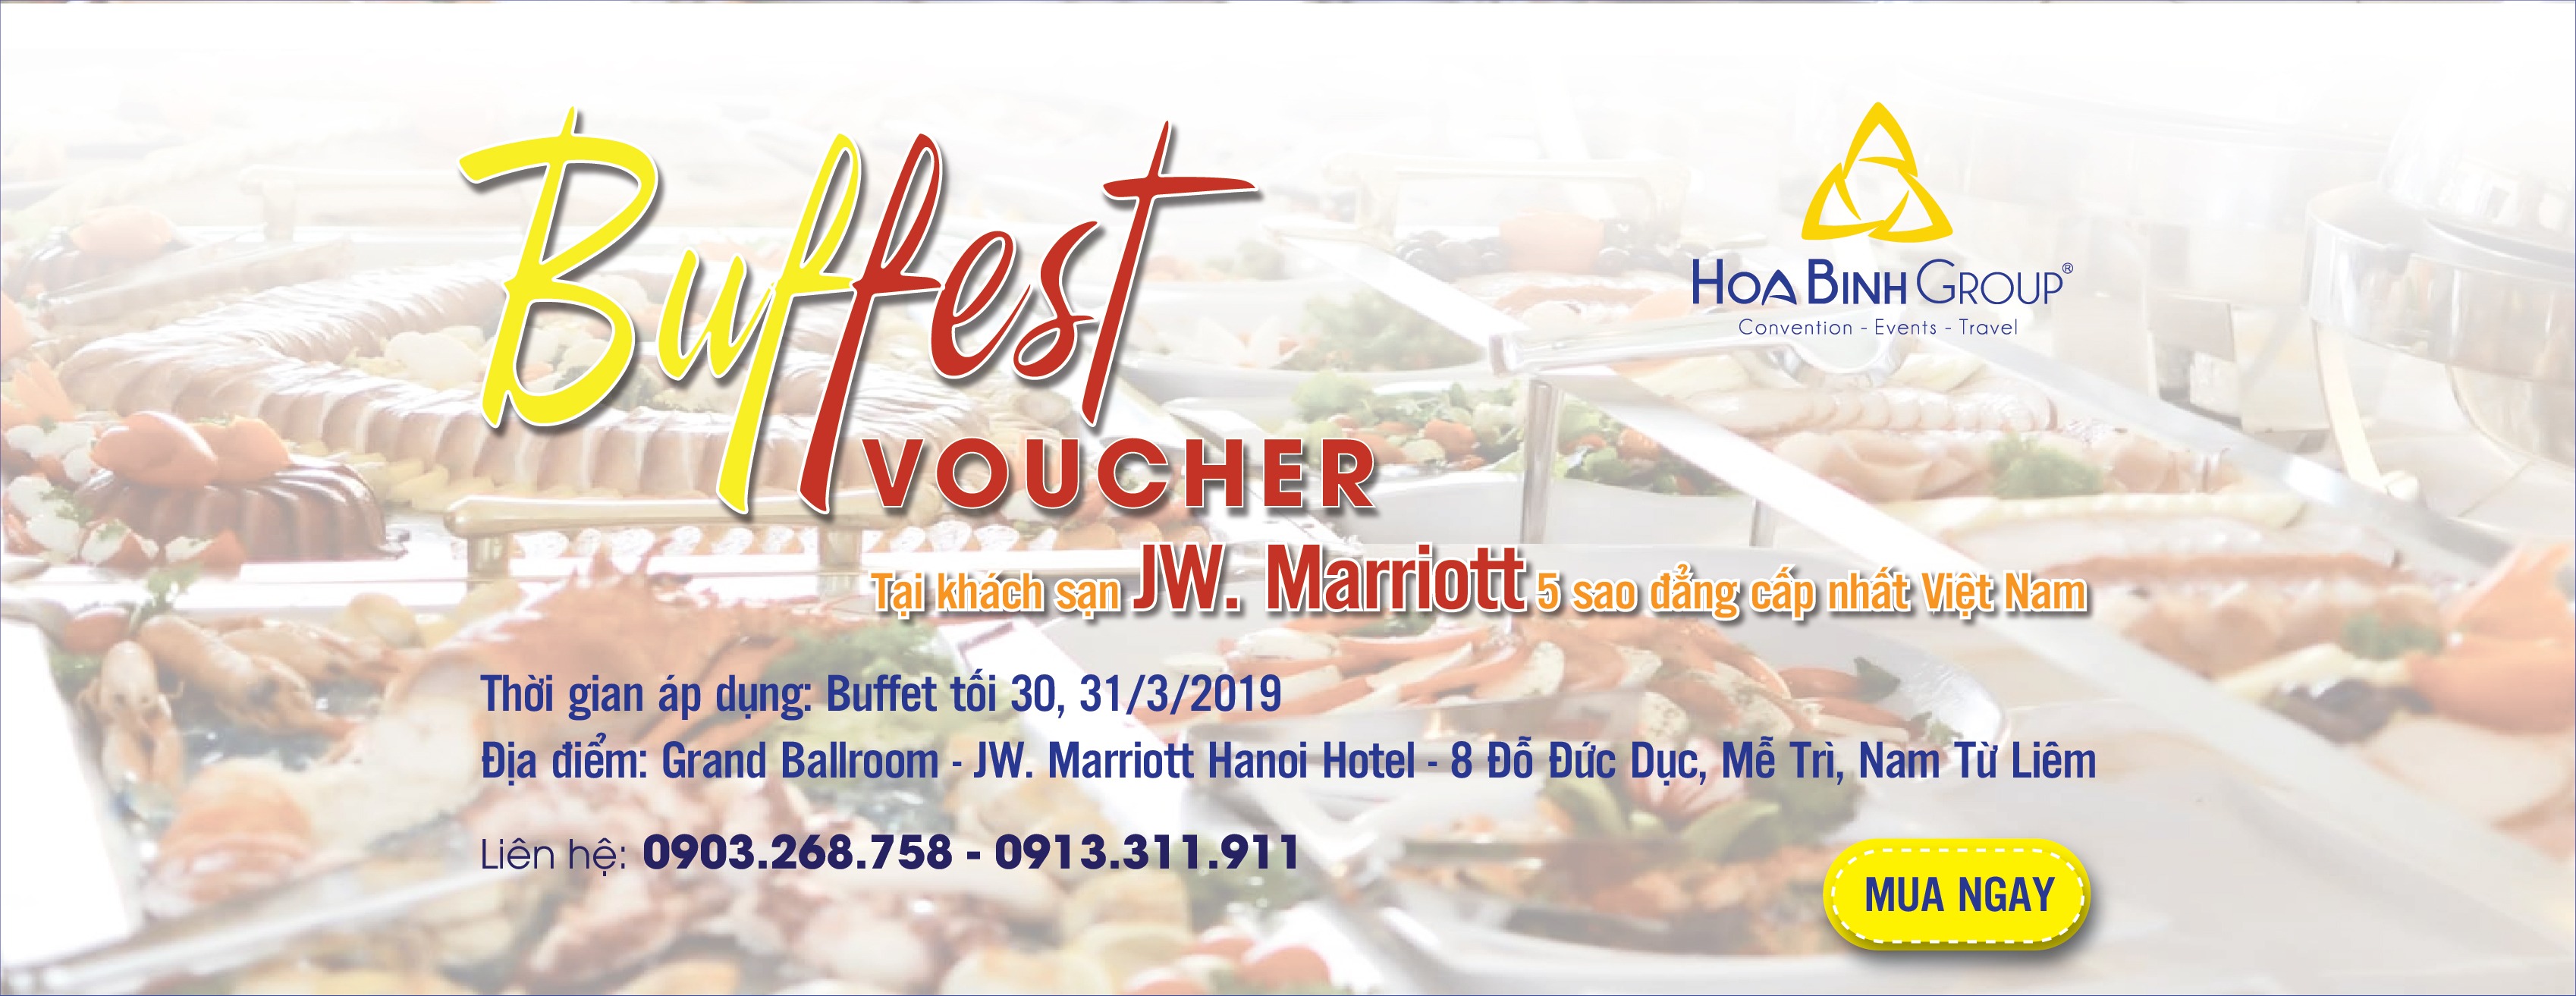 Buffest
VOUCHER
HOA BINH GROUP®
Convention - Events - Travel
Tại khách sạn JW. Marriott 5 sao đẳng cấp nhất Việt Nam
Thời gian áp dụng: Buffet tối 30, 31/3/2019
Địa điểm: Grand Ballroom - JW. Marriott Hanoi Hotel - 8 Đỗ Đức Dục, Mễ Trì, Nam Từ Liêm
Liên hệ: 0903.268.758 - 0913.311.911
MUA NGAY